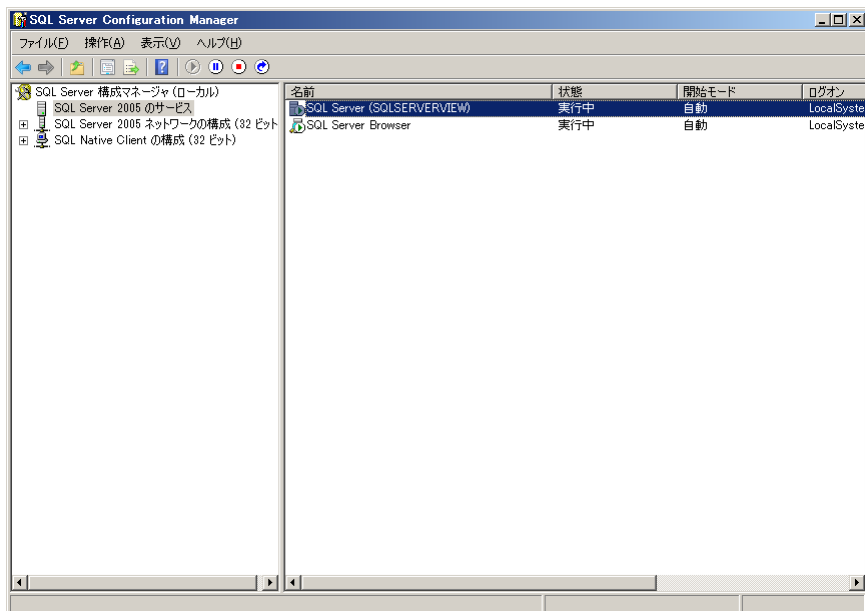 SQL Server Configuration Manager
ファイル(F) 操作(A) 表示(V) ヘルプ(H)
SQL Server 構成マネージャ (ローカル)
SQL Server 2005 のサービス
SQL Server 2005 ネットワークの構成 (32 ビット
SQL Native Client の構成 (32 ビット)
名前 状態 開始モード ログオン
SQL Server (SQLSERVERVIEW) 実行中 自動 LocalSyste
SQL Server Browser 実行中 自動 LocalSyste